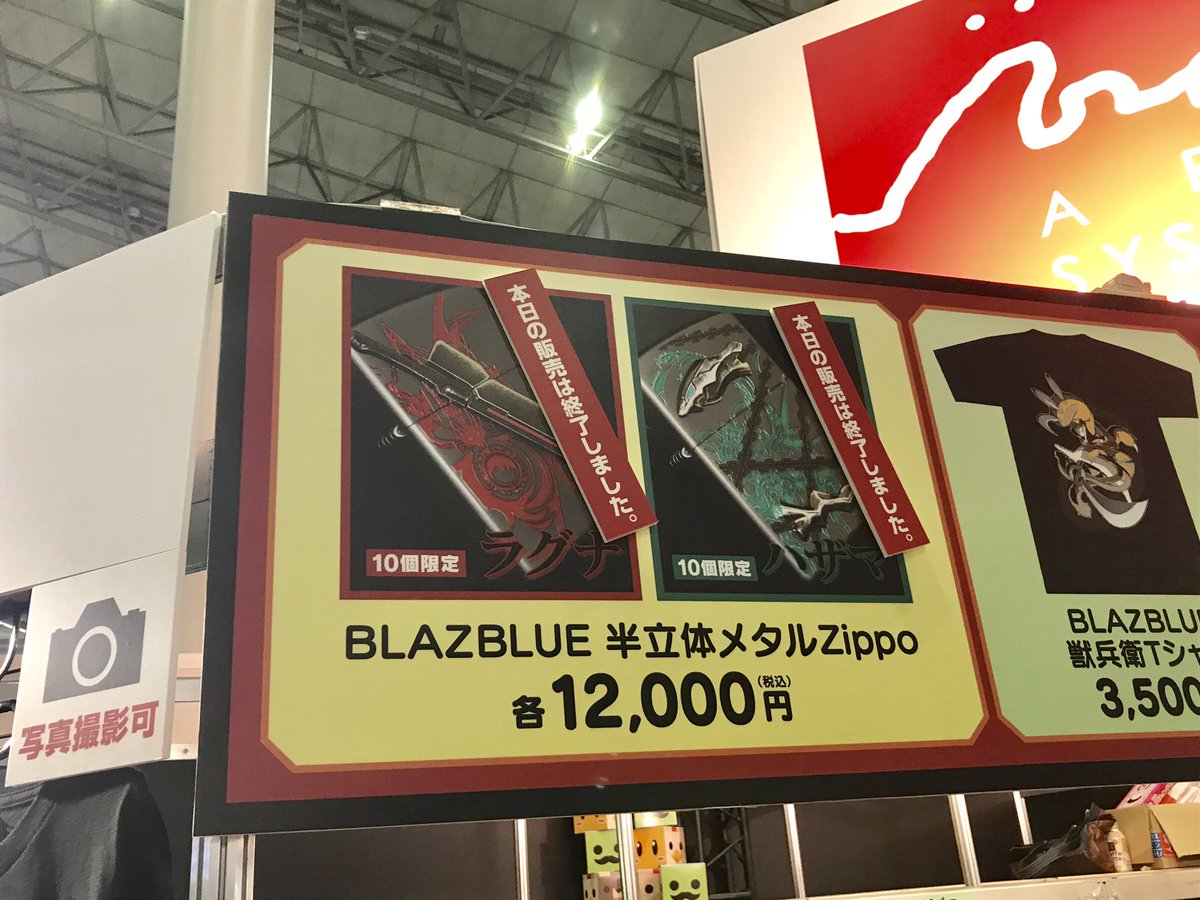 A
SYS
本日の販売は終了しました。
本日の販売は終了しました。
10個限定
ラグナ
10個限定
ハザマ
BLAZBLUE 半立体メタルZippo
各12,000円
(税込)
BLAZBLU
獣兵衛Tシャ
3,500
写真撮影可